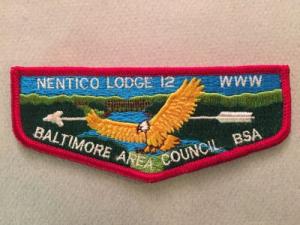 NENTICO LODGE 12 WWW
BALTIMORE AREA COUNCIL BSA